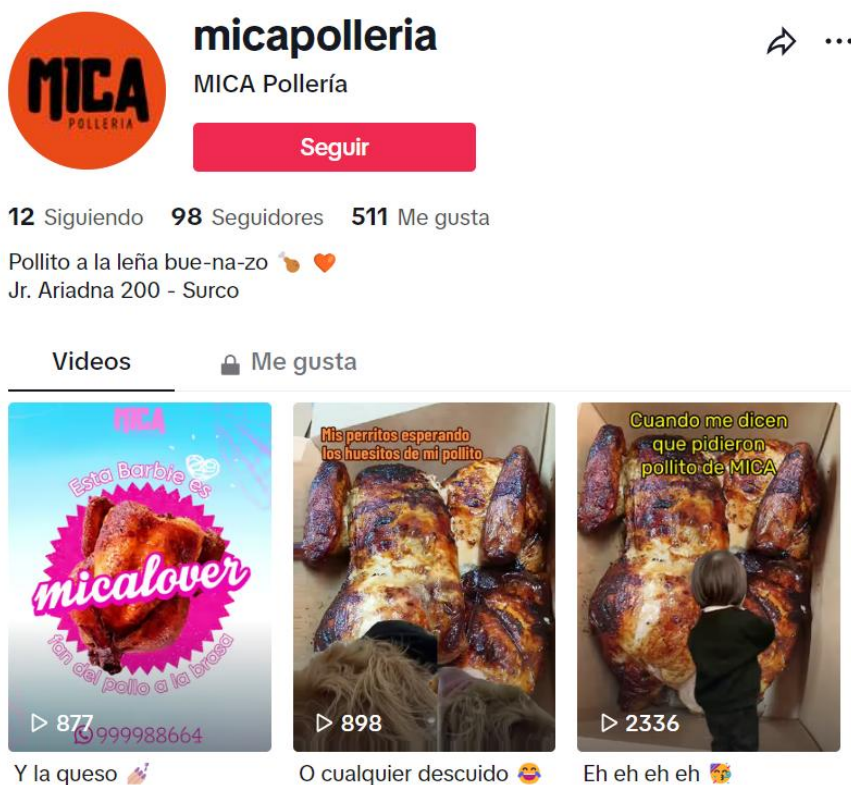 MICA
POLLERIA
micapolleria
MICA Pollería
Seguir
12 Siguiendo 98 Seguidores 511 Me gusta
Pollito a la leña bue-na-zo 🍗 🧡
Jr. Ariadna 200 - Surco
Videos
Me gusta
MICA
Esta Barbie es
micalover
fan del pollo a la brasa
877
999988664
Y la queso 💅
Mis perritos esperando
los huesitos de mi pollito
898
O cualquier descuido 😂
Cuando me dicen
que pidieron
pollito de MICA
2336
Eh eh eh eh 🥳